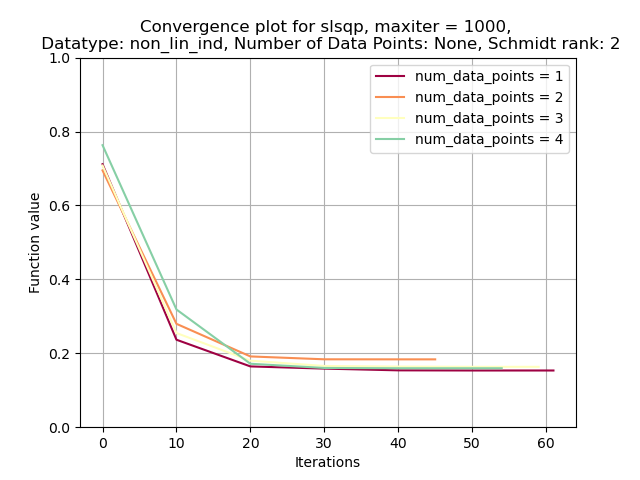 Convergence plot for slsqp, maxiter = 1000,
Datatype: non_lin_ind, Number of Data Points: None, Schmidt rank: 2
1.0
0.8
0.6
0.4
0.2
0.0
Function value
num_data_points = 1
num_data_points = 2
num_data_points = 3
num_data_points = 4
0 10 20 30 40 50 60
Iterations